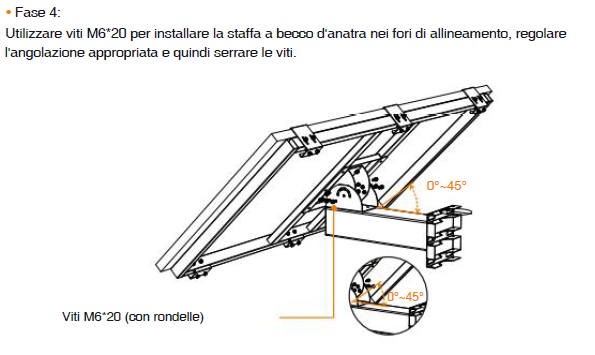 • Fase 4:
Utilizzare viti M6*20 per installare la staffa a becco d'anatra nei fori di allineamento, regolare
l'angolazione appropriata e quindi serrare le viti.
0°~45°
0°~45°
Viti M6*20 (con rondelle)